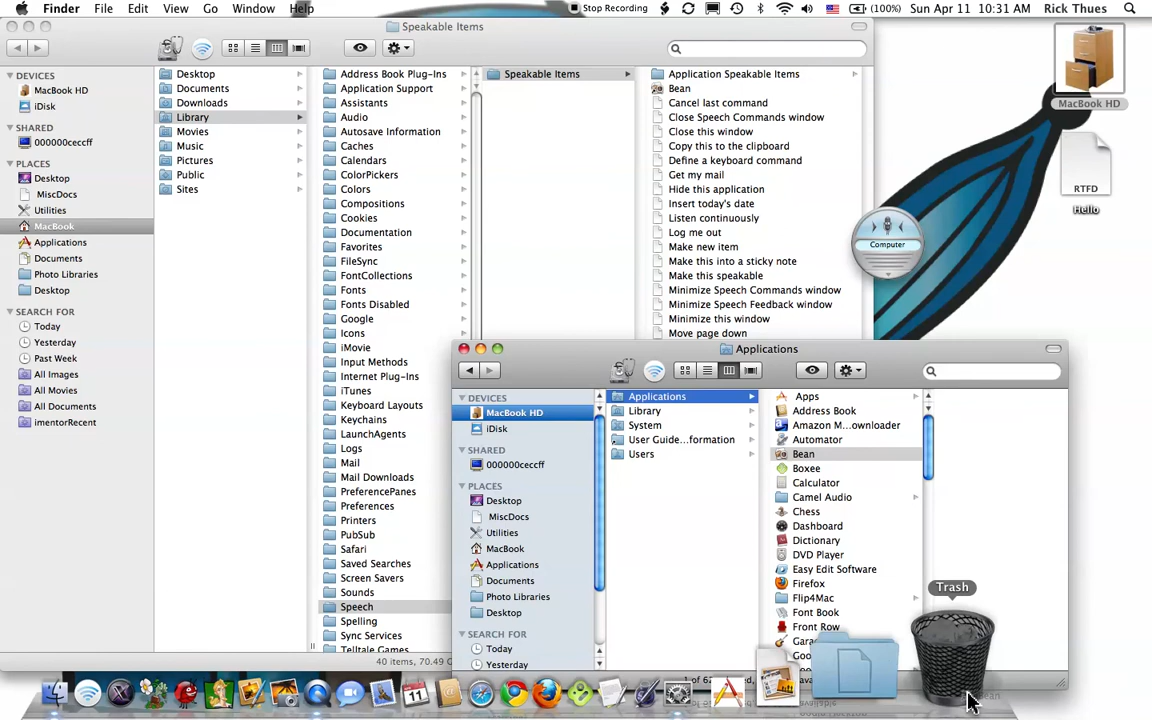 Finder File Edit View Go Window Help Stop Recording (100%) Sun Apr 11 10:31 AM Rick Thues
Speakable Items
DEVICES
MacBook HD
iDisk
SHARED
000000ceccff
PLACES
Desktop
MiscDocs
Utilities
MacBook
Applications
Documents
Photo Libraries
Desktop
SEARCH FOR
Today
Yesterday
Past Week
All Images
All Movies
All Documents
imentorRecent
Desktop
Documents
Downloads
Library
Movies
Music
Pictures
Public
Sites
Address Book Plug-Ins
Application Support
Assistants
Audio
Autosave Information
Caches
Calendars
ColorPickers
Colors
Compositions
Cookies
Documentation
Favorites
FileSync
FontCollections
Fonts
Fonts Disabled
Google
Icons
iMovie
Input Methods
Internet Plug-Ins
iTunes
Keyboard Layouts
Keychains
LaunchAgents
Logs
Mail
Mail Downloads
PreferencePanes
Preferences
Printers
PubSub
Safari
Saved Searches
Screen Savers
Sounds
Speech
Spelling
Sync Services
Telltale Games
Speakable Items
Application Speakable Items
Bean
Cancel last command
Close Speech Commands window
Close this window
Copy this to the clipboard
Define a keyboard command
Get my mail
Hide this application
Insert today's date
Listen continuously
Log me out
Make new item
Make this into a sticky note
Make this speakable
Minimize Speech Commands window
Minimize Speech Feedback window
Minimize this window
Move page down
40 items, 70.49 G
Computer
MacBook HD
RTFD
Hello
Applications
DEVICES
MacBook HD
iDisk
SHARED
000000ceccff
PLACES
Desktop
MiscDocs
Utilities
MacBook
Applications
Documents
Photo Libraries
Desktop
SEARCH FOR
Today
Yesterday
Applications
Library
System
User Guide...formation
Users
Apps
Address Book
Amazon M...ownloader
Automator
Bean
Boxee
Calculator
Camel Audio
Chess
Dashboard
Dictionary
DVD Player
Easy Edit Software
Firefox
Flip4Mac
Font Book
Front Row
Trash
11